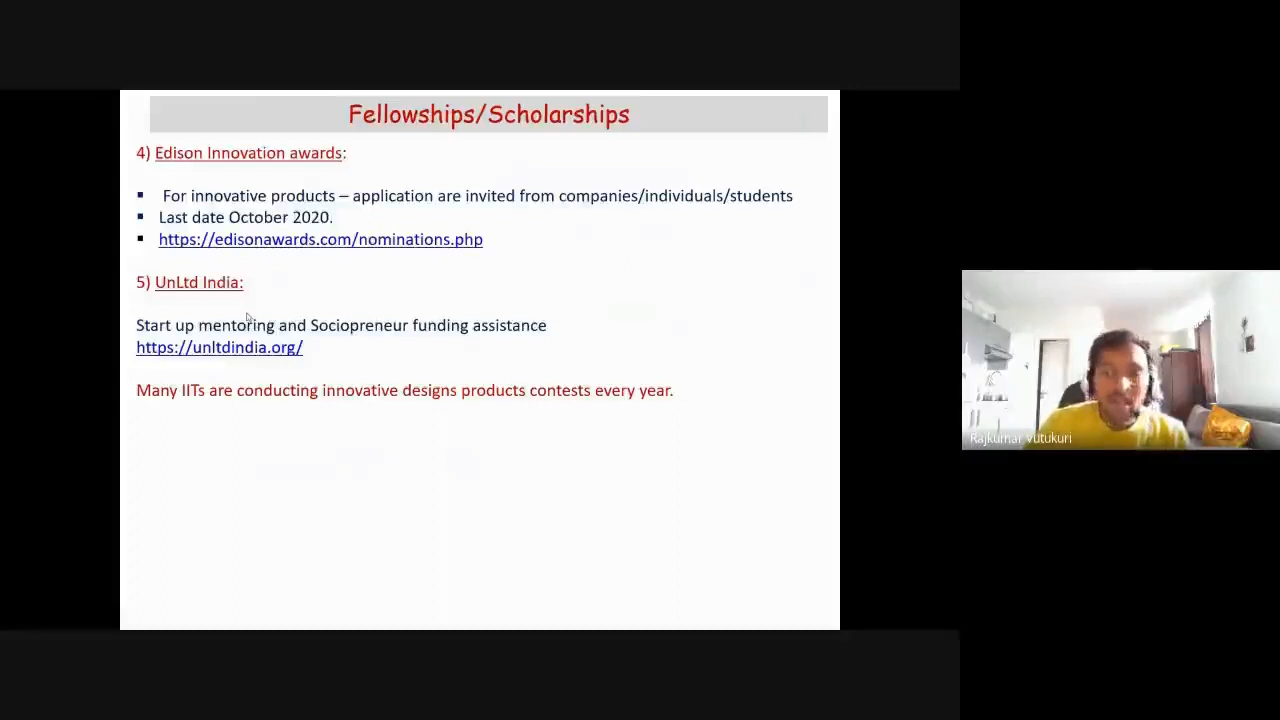 Fellowships/Scholarships
4) Edison Innovation awards:
▪ For innovative products – application are invited from companies/individuals/students
▪ Last date October 2020.
▪ https://edisonawards.com/nominations.php
5) UnLtd India:
Start up mentoring and Sociopreneur funding assistance
https://unltdindia.org/
Many IITs are conducting innovative designs products contests every year.
Rajkumar Vutukuri